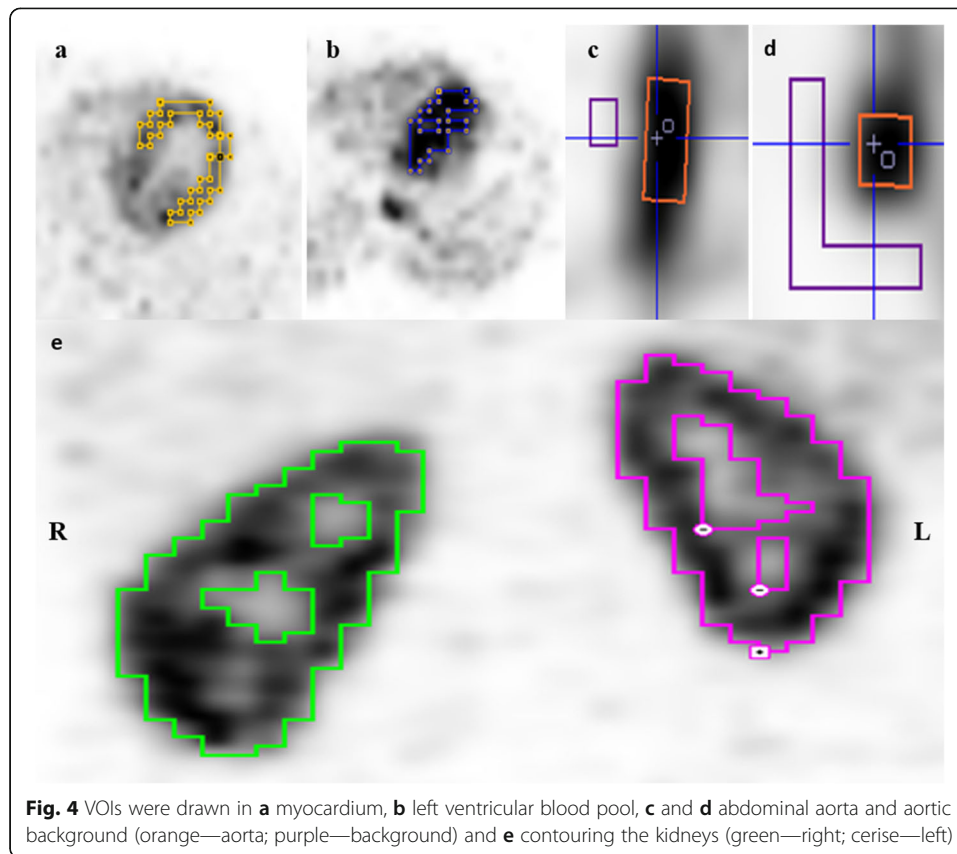 a
b
c
d
e
R
L
Fig. 4 VOIs were drawn in a myocardium, b left ventricular blood pool, c and d abdominal aorta and aortic
background (orange—aorta; purple—background) and e contouring the kidneys (green—right; cerise—left)